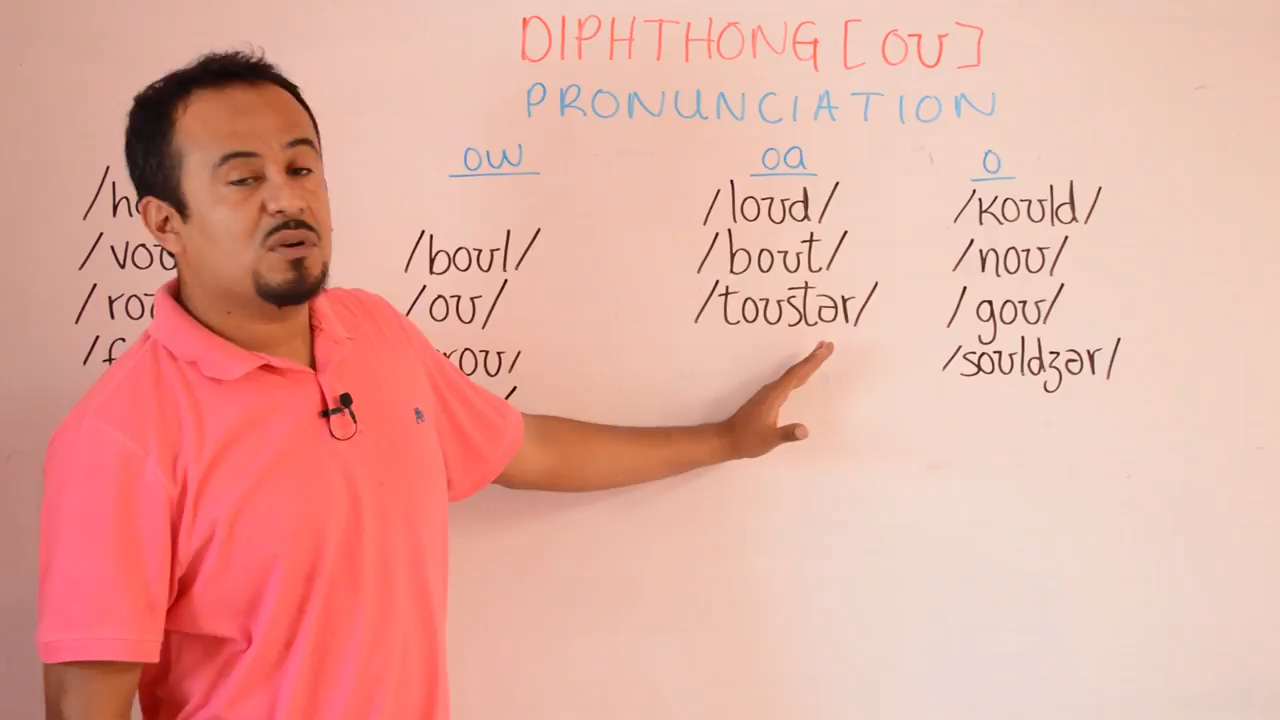 DIPHTHONG [oʊ]
PRONUNCIATION
ow
oa
o
/boʊl/
/oʊ/
/loʊd/
/boʊt/
/toʊstər/
/koʊld/
/noʊ/
/goʊ/
/soʊldʒər/